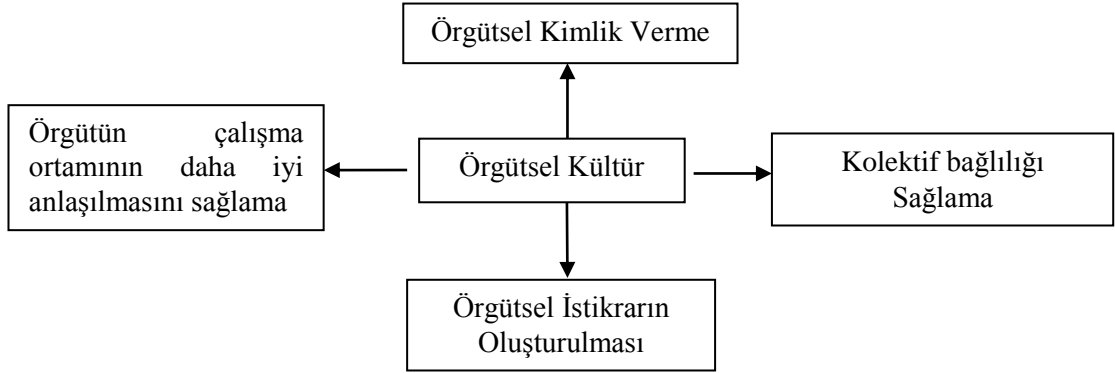 Örgütsel Kimlik Verme
Örgütün çalışma
ortamının daha iyi
anlaşılmasını sağlama
Örgütsel Kültür
Kolektif bağlılığı
Sağlama
Örgütsel İstikrarın
Oluşturulması